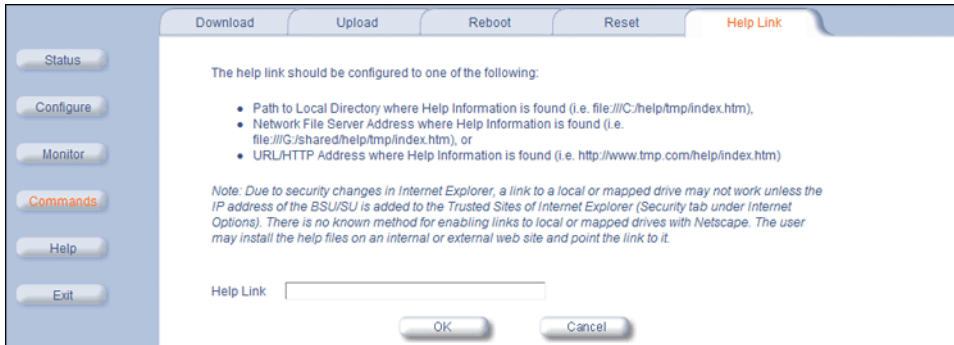 Download Upload Reboot Reset Help Link
Status
Configure
Monitor
Commands
Help
Exit
The help link should be configured to one of the following:
● Path to Local Directory where Help Information is found (i.e. file:///C:/help/tmp/index.htm),
● Network File Server Address where Help Information is found (i.e.
file:///G:/shared/help/tmp/index.htm), or
● URL/HTTP Address where Help Information is found (i.e. http://www.tmp.com/help/index.htm)
Note: Due to security changes in Internet Explorer, a link to a local or mapped drive may not work unless the
IP address of the BSU/SU is added to the Trusted Sites of Internet Explorer (Security tab under Internet
Options). There is no known method for enabling links to local or mapped drives with Netscape. The user
may install the help files on an internal or external web site and point the link to it.
Help Link
OK Cancel